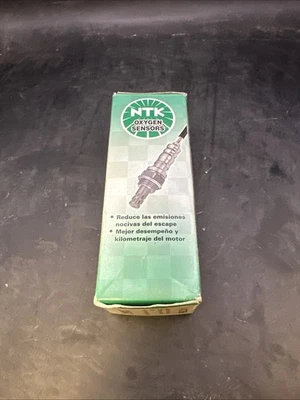 NTK
OXYGEN
SENSORS
• Reduce las emisiones
nocivas del escape
• Mejor desempeño y
kilometraje del motor